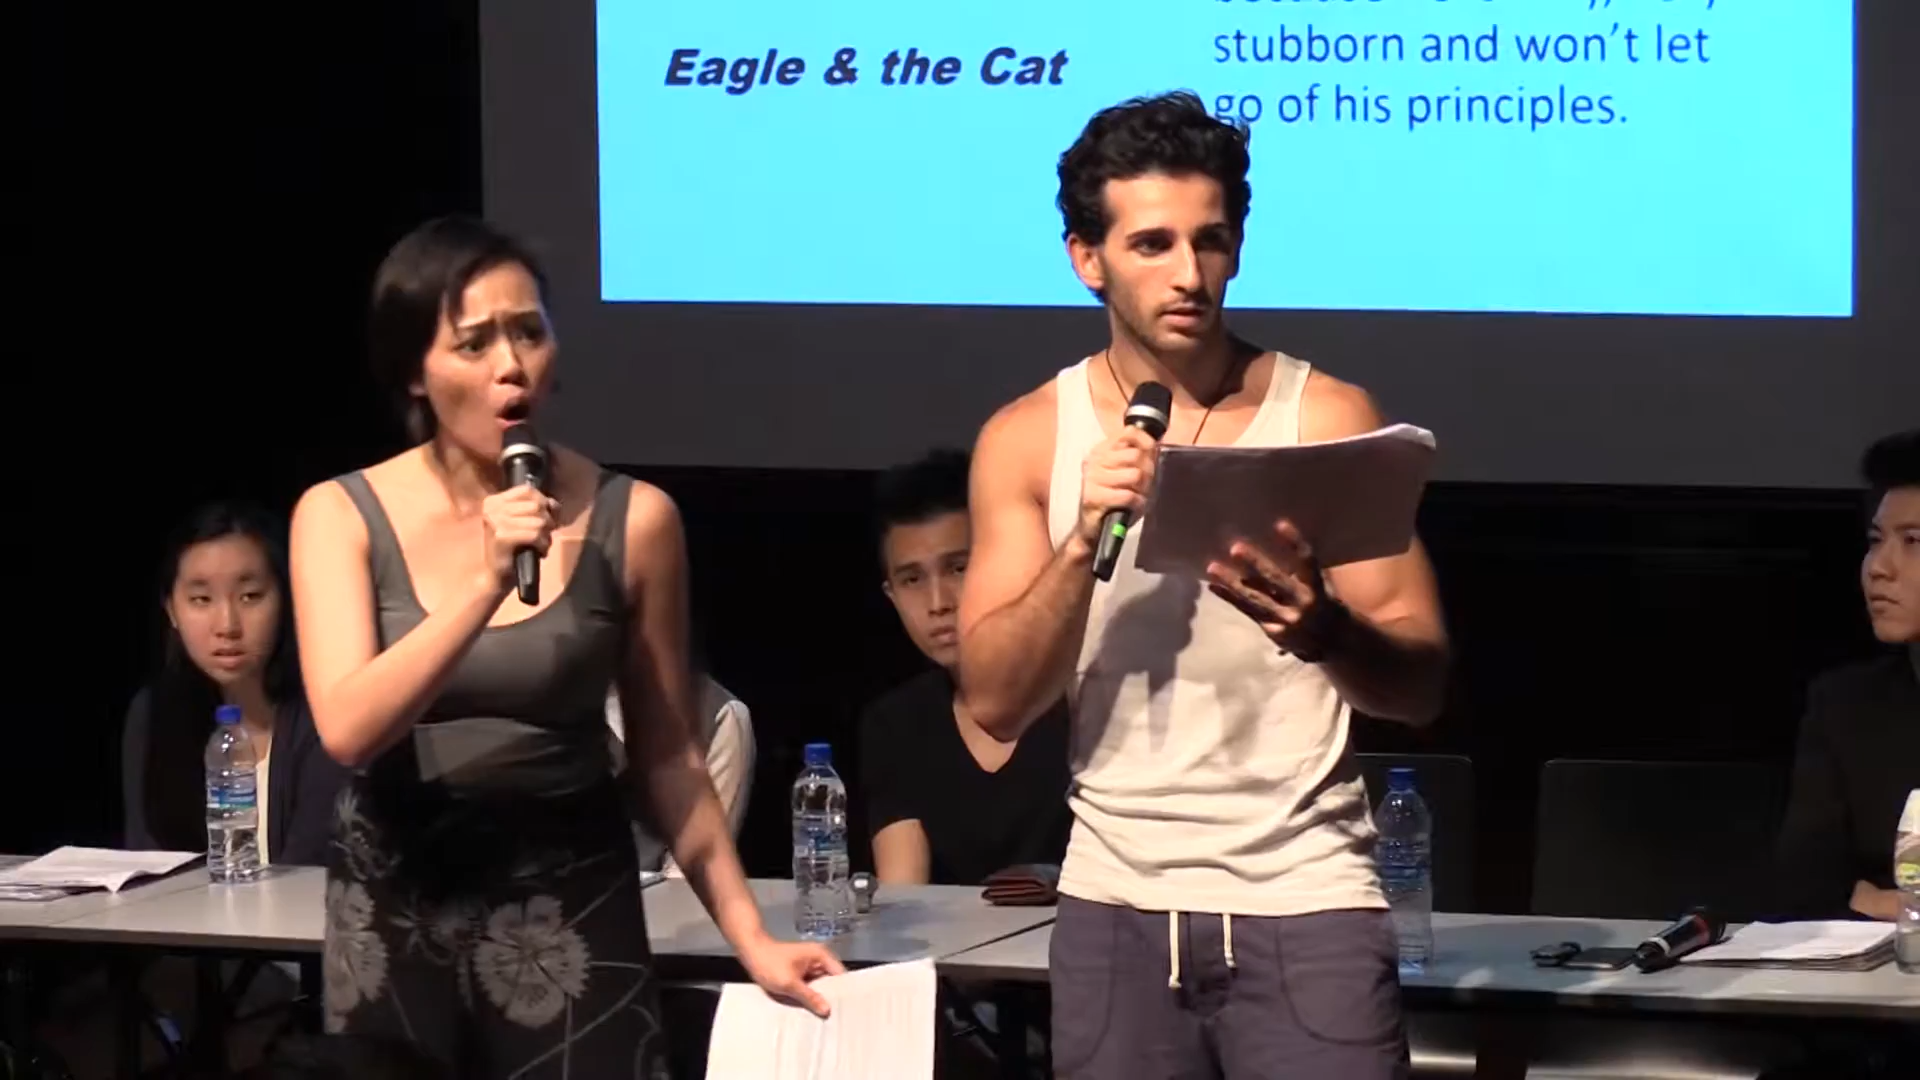 Eagle & the Cat
stubborn and won't let
go of his principles.